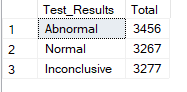 Test_Results Total
1 Abnormal 3456
2 Normal 3267
3 Inconclusive 3277